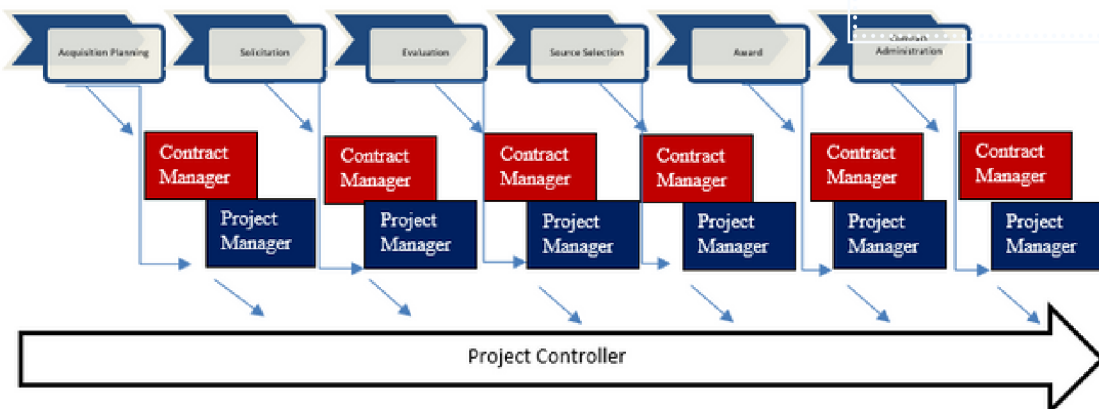 Acquisition Planning
Solicitation
Evaluation
Source Selection
Award
Administration
Contract
Manager
Contract
Manager
Contract
Manager
Contract
Manager
Contract
Manager
Contract
Manager
Project
Manager
Project
Manager
Project
Manager
Project
Manager
Project
Manager
Project
Manager
Project Controller